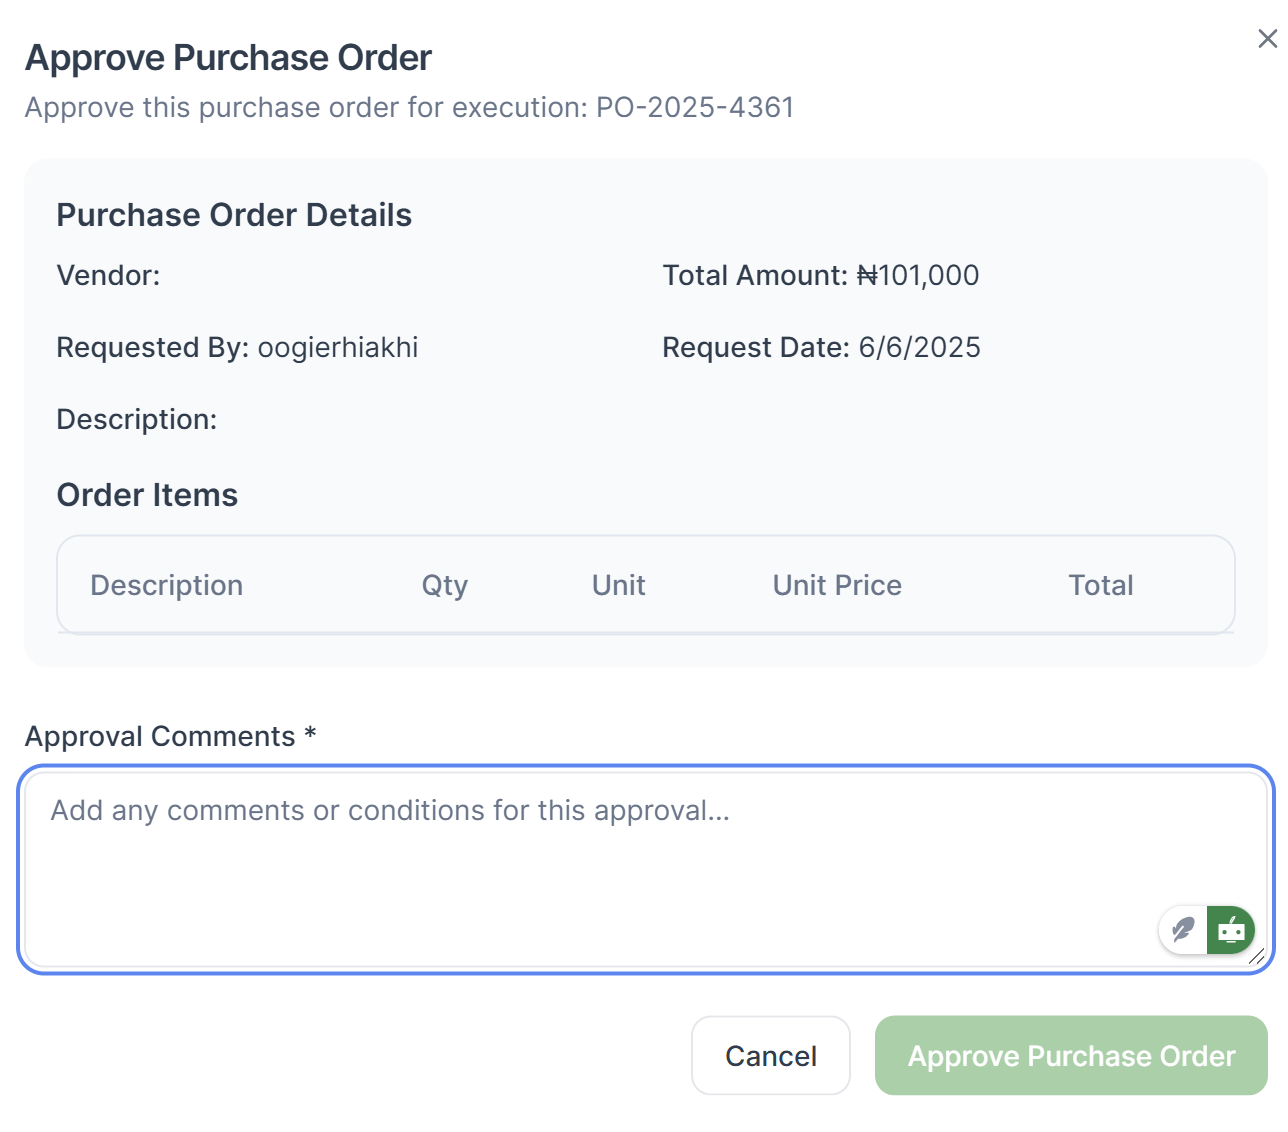 Approve Purchase Order
Approve this purchase order for execution: PO-2025-4361
Purchase Order Details
Vendor:
Total Amount: ₦101,000
Requested By: oogierhiakhi
Request Date: 6/6/2025
Description:
Order Items
Description Qty Unit Unit Price Total
Approval Comments *
Add any comments or conditions for this approval...
Cancel
Approve Purchase Order